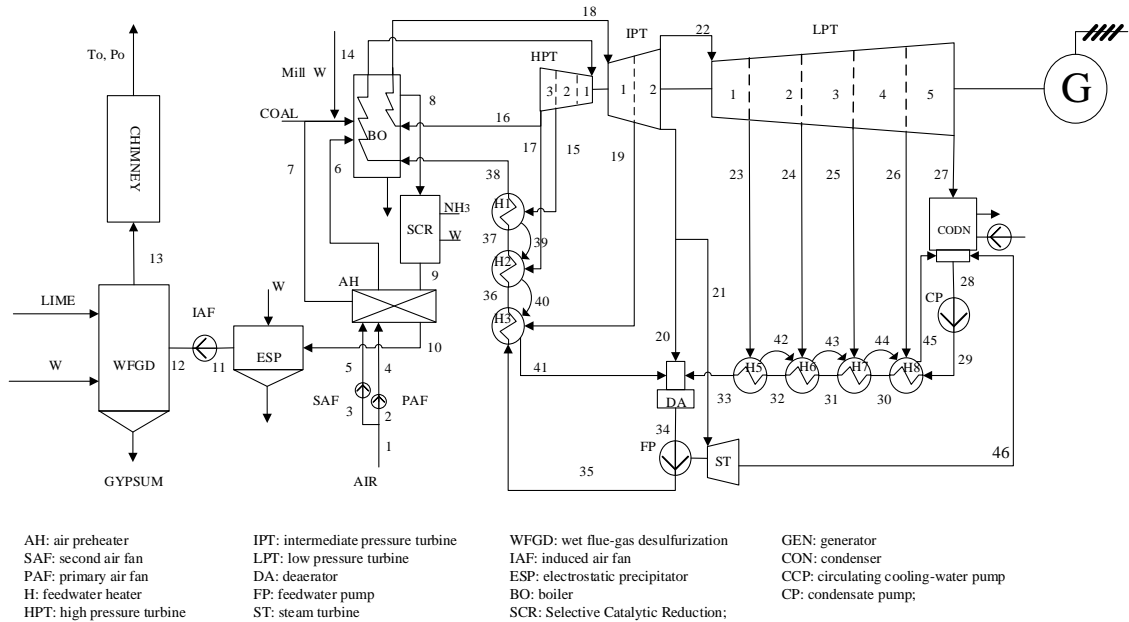 18
IPT
22
LPT
To, Po
14
HPT
Mill W
8
3
2
1
1
2
1
2
3
4
5
G
COAL
BO
16
CHIMNEY
7
6
17
15
19
23
24
25
26
27
38
H1
NH3
SCR
W
CODN
37
39
13
9
H2
28
W
AH
CP
LIME
IAF
36
40
21
H3
10
20
42
43
44
45
29
W
WFGD
12
11
ESP
5
4
41
H5
H6
H7
H8
SAF
PAF
DA
33
32
31
30
3
2
34
FP
ST
46
1
35
GYPSUM
AIR
AH: air preheater
SAF: second air fan
PAF: primary air fan
H: feedwater heater
HPT: high pressure turbine
IPT: intermediate pressure turbine
LPT: low pressure turbine
DA: deaerator
FP: feedwater pump
ST: steam turbine
WFGD: wet flue-gas desulfurization
IAF: induced air fan
ESP: electrostatic precipitator
BO: boiler
SCR: Selective Catalytic Reduction;
GEN: generator
CON: condenser
CCP: circulating cooling-water pump
CP: condensate pump;